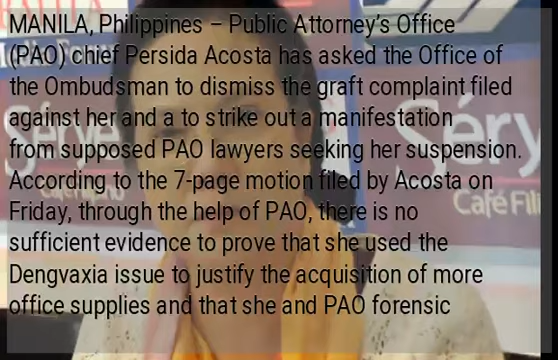 MANILA, Philippines – Public Attorney's Office
(PAO) chief Persida Acosta has asked the Office of
the Ombudsman to dismiss the graft complaint filed
against her and a to strike out a manifestation
from supposed PAO lawyers seeking her suspension.
According to the 7-page motion filed by Acosta on
Friday, through the help of PAO, there is no
sufficient evidence to prove that she used the
Dengvaxia issue to justify the acquisition of more
office supplies and that she and PAO forensic
Séry
Café Fili